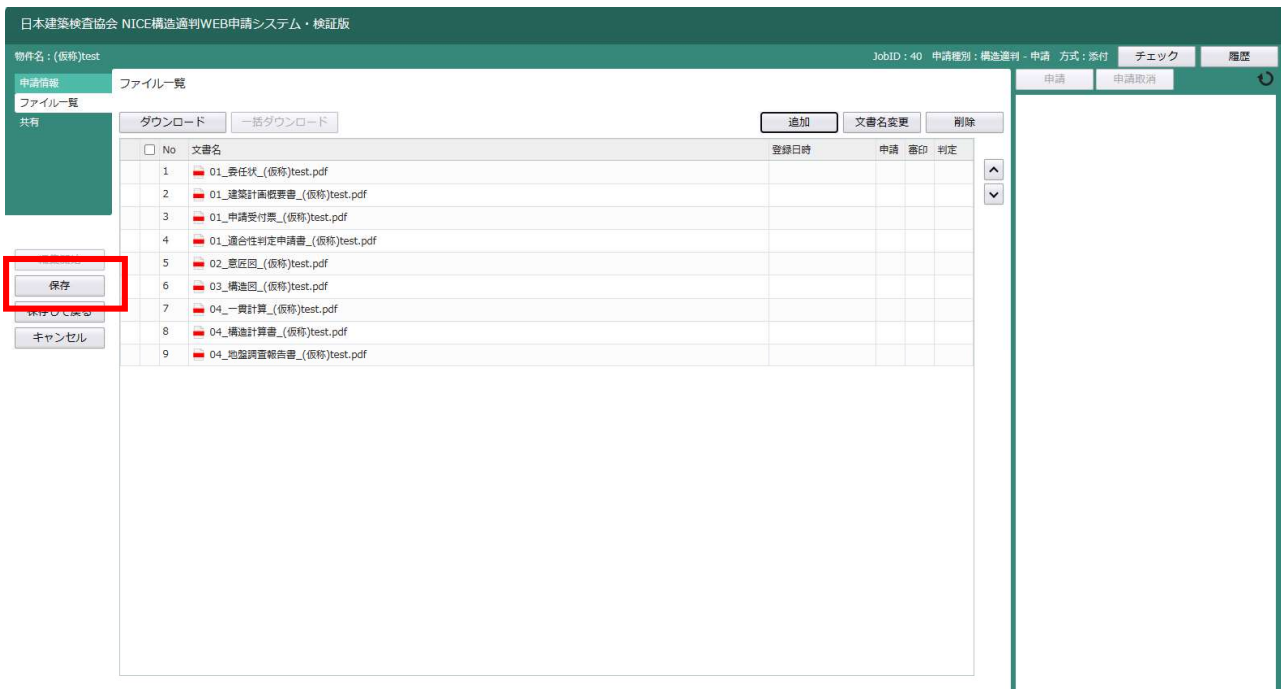 日本建築検査協会 NICE構造適判WEB申請システム・検証版
物件名：(仮称)test
JobID：40 申請種別：構造適判 - 申請 方式：添付 チェック 履歴
申請情報
ファイル一覧
共有
保存
保存して戻る
キャンセル
ファイル一覧
ダウンロード 一括ダウンロード 追加 文書名変更 削除
No 文書名 登録日時 申請 審印 判定
1 01_委任状_(仮称)test.pdf
2 01_建築計画概要書_(仮称)test.pdf
3 01_申請受付票_(仮称)test.pdf
4 01_適合性判定申請書_(仮称)test.pdf
5 02_意匠図_(仮称)test.pdf
6 03_構造図_(仮称)test.pdf
7 04_一貫計算_(仮称)test.pdf
8 04_構造計算書_(仮称)test.pdf
9 04_地盤調査報告書_(仮称)test.pdf
申請 申請取消